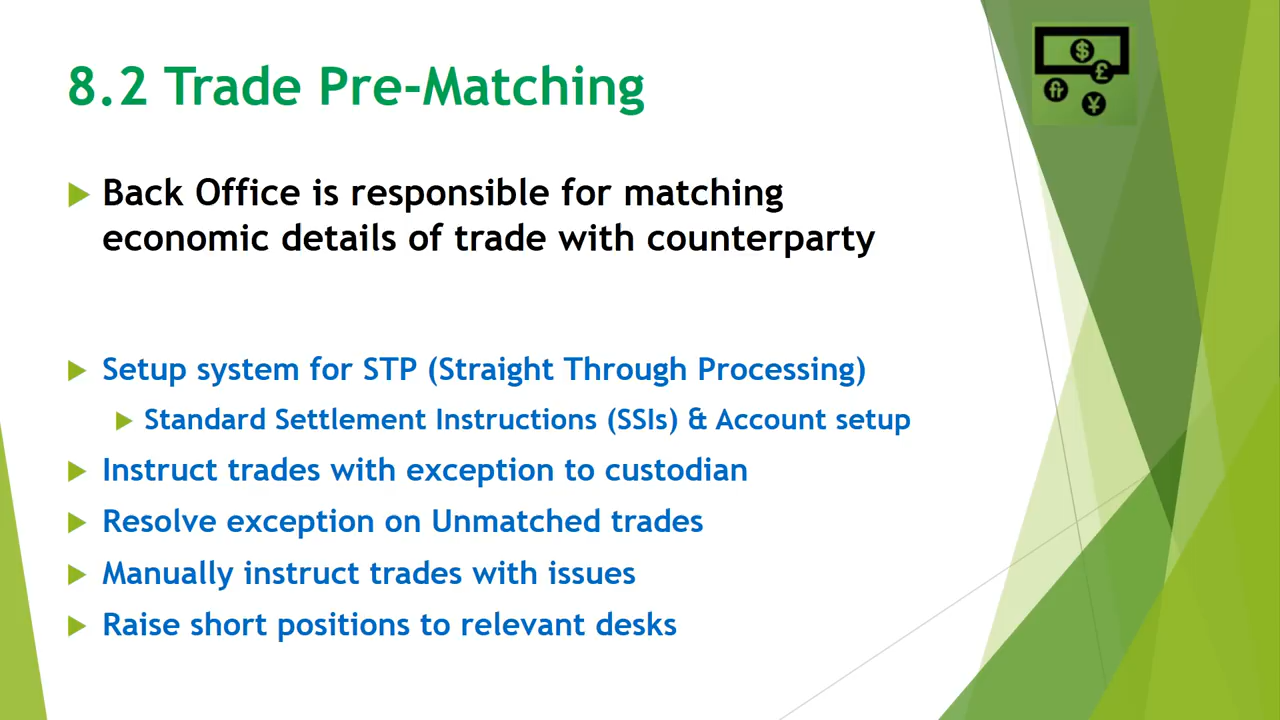 8.2 Trade Pre-Matching
Back Office is responsible for matching
economic details of trade with counterparty
Setup system for STP (Straight Through Processing)
Standard Settlement Instructions (SSIs) & Account setup
Instruct trades with exception to custodian
Resolve exception on Unmatched trades
Manually instruct trades with issues
Raise short positions to relevant desks